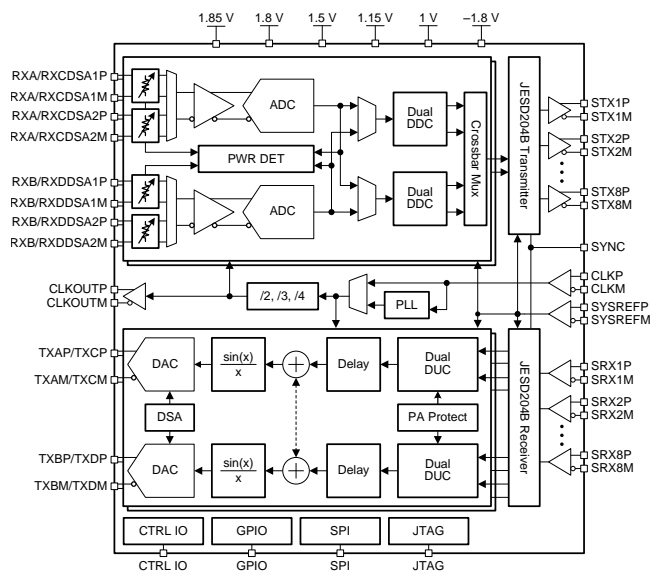 1.85 V 1.8 V 1.5 V 1.15 V 1 V –1.8 V
RXA/RXCDSA1P
RXA/RXCDSA1M
RXA/RXCDSA2P
RXA/RXCDSA2M
RXB/RXDDSA1P
RXB/RXDDSA1M
RXB/RXDDSA2P
RXB/RXDDSA2M
ADC
PWR DET
ADC
Dual
DDC
Dual
DDC
Crossbar Mux
JESD204B Transmitter
STX1P
STX1M
STX2P
STX2M
STX8P
STX8M
SYNC
CLKOUTP
CLKOUTM
/2, /3, /4
PLL
CLKP
CLKM
SYSREFP
SYSREFM
TXAP/TXCP
TXAM/TXCM
DAC
sin(x)
x
Delay
Dual
DUC
DSA
PA Protect
TXBP/TXDP
TXBM/TXDM
DAC
sin(x)
x
Delay
Dual
DUC
JESD204B Receiver
SRX1P
SRX1M
SRX2P
SRX2M
SRX8P
SRX8M
CTRL IO GPIO SPI JTAG
CTRL IO GPIO SPI JTAG